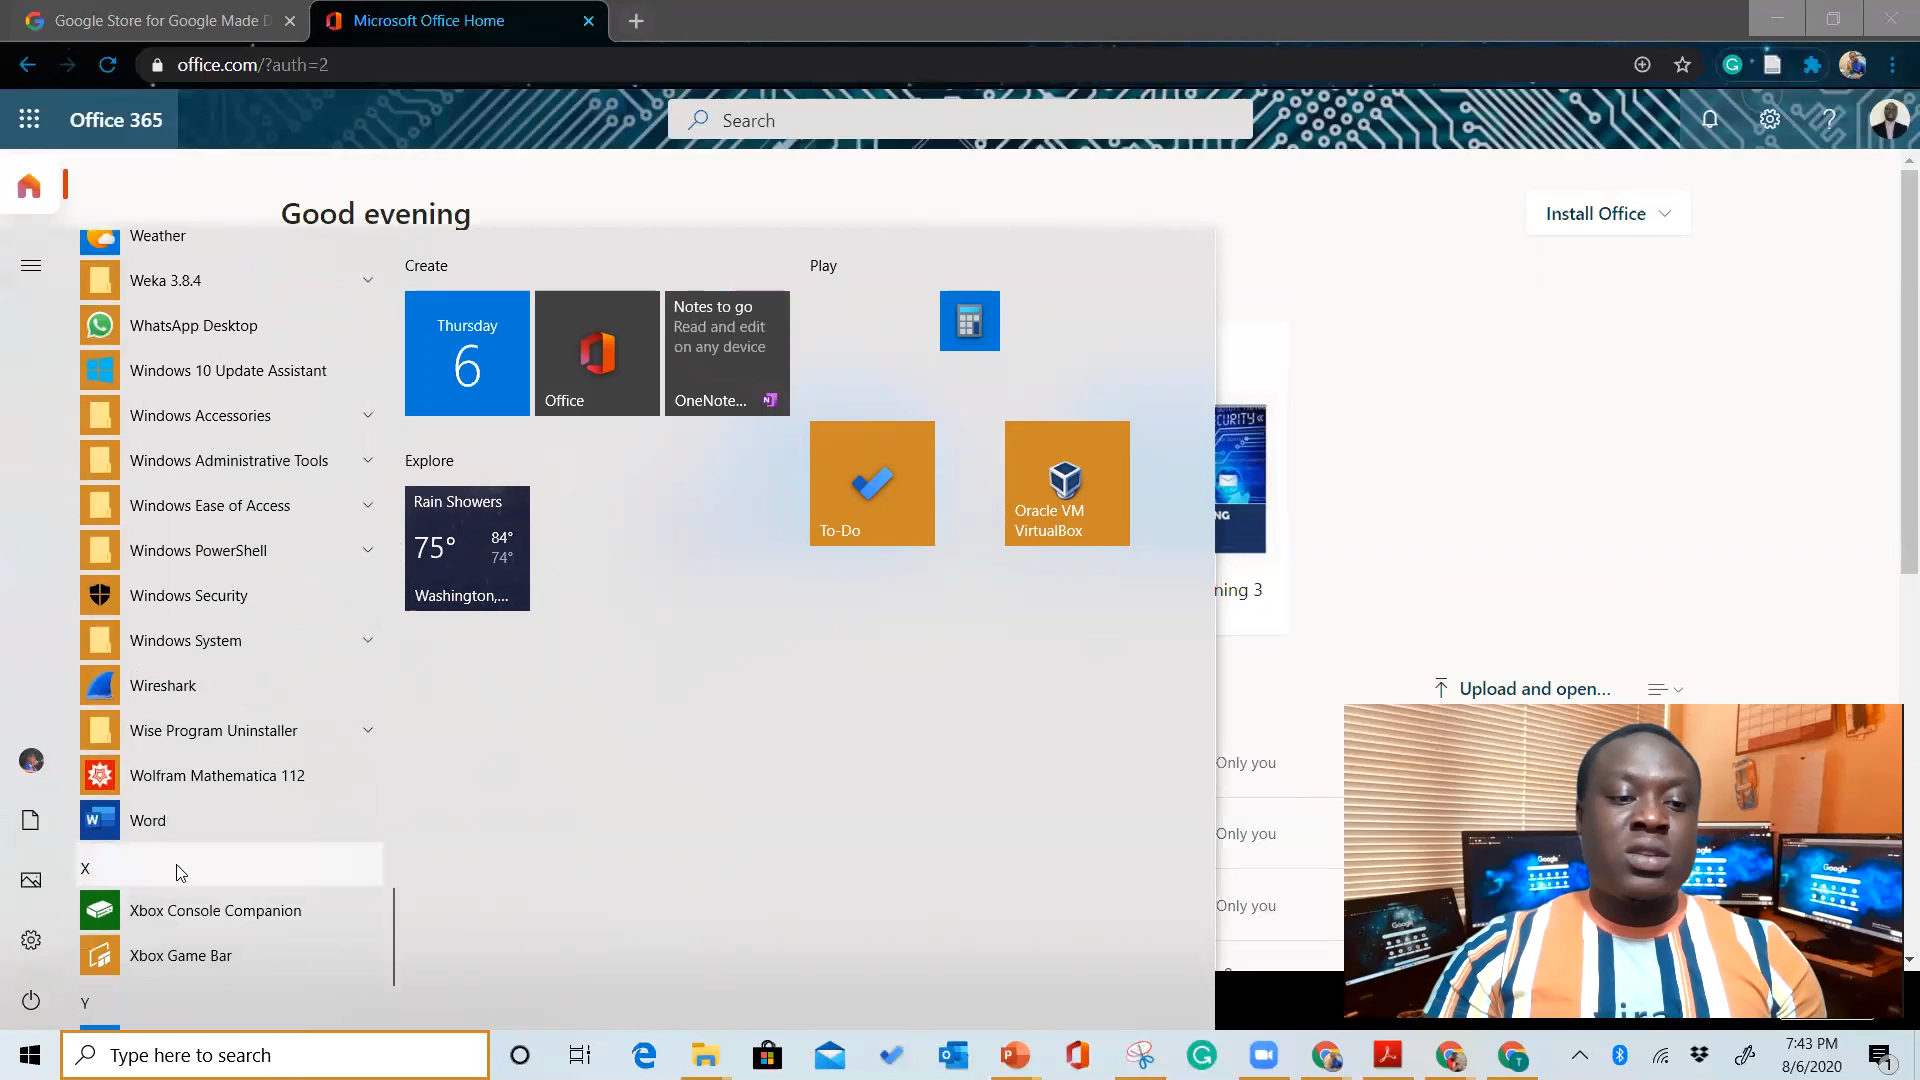 Google Store for Google Made D
Microsoft Office Home
office.com/?auth=2
Office 365
Search
Good evening
Install Office
Weather
Weka 3.8.4
WhatsApp Desktop
Windows 10 Update Assistant
Windows Accessories
Windows Administrative Tools
Windows Ease of Access
Windows PowerShell
Windows Security
Windows System
Wireshark
Wise Program Uninstaller
Wolfram Mathematica 112
Word
X
Xbox Console Companion
Xbox Game Bar
Y
Create
Thursday
6
Office
Notes to go
Read and edit
on any device
OneNote...
Explore
Rain Showers
75°
84°
74°
Washington,...
Play
To-Do
Oracle VM
VirtualBox
ning 3
Upload and open...
Only you
Only you
Only you
Type here to search
7:43 PM
8/6/2020
1